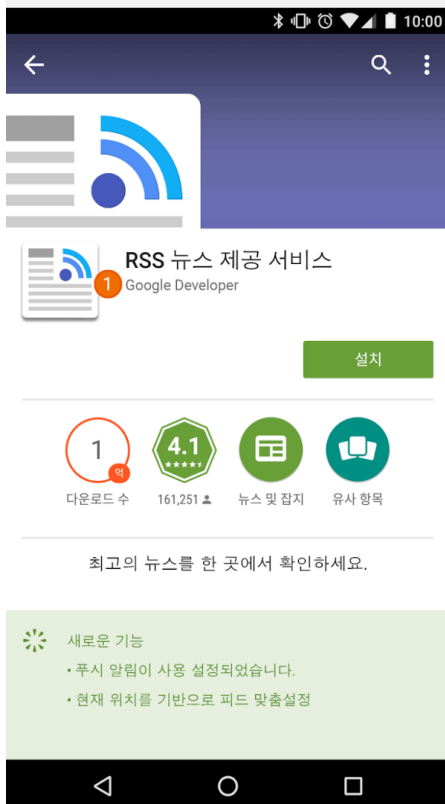 10:00
RSS 뉴스 제공 서비스
1
Google Developer
설치
1
억
4.1
다운로드 수
161,251
뉴스 및 잡지
유사 항목
최고의 뉴스를 한 곳에서 확인하세요.
새로운 기능
• 푸시 알림이 사용 설정되었습니다.
• 현재 위치를 기반으로 피드 맞춤설정